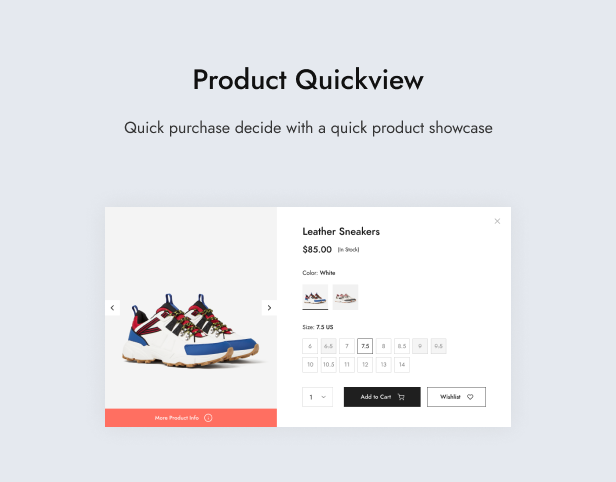 Product Quickview
Quick purchase decide with a quick product showcase
Leather Sneakers
$85.00 (In Stock)
Color: White
Size: 7.5 US
6 6.5 7 7.5 8 8.5 9 9.5
10 10.5 11 12 13 14
1 Add to Cart Wishlist
More Product Info